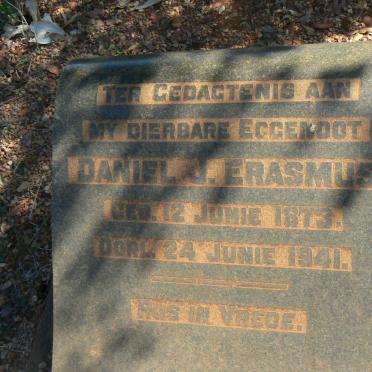 TER GEDAGTENIS AAN
MY DIERBARE EGGENOOT
DANIEL J. ERASMUS
GEB. 12 JUNIE 1873.
OORL. 24 JUNIE 1941.
RUS IN VREDE.